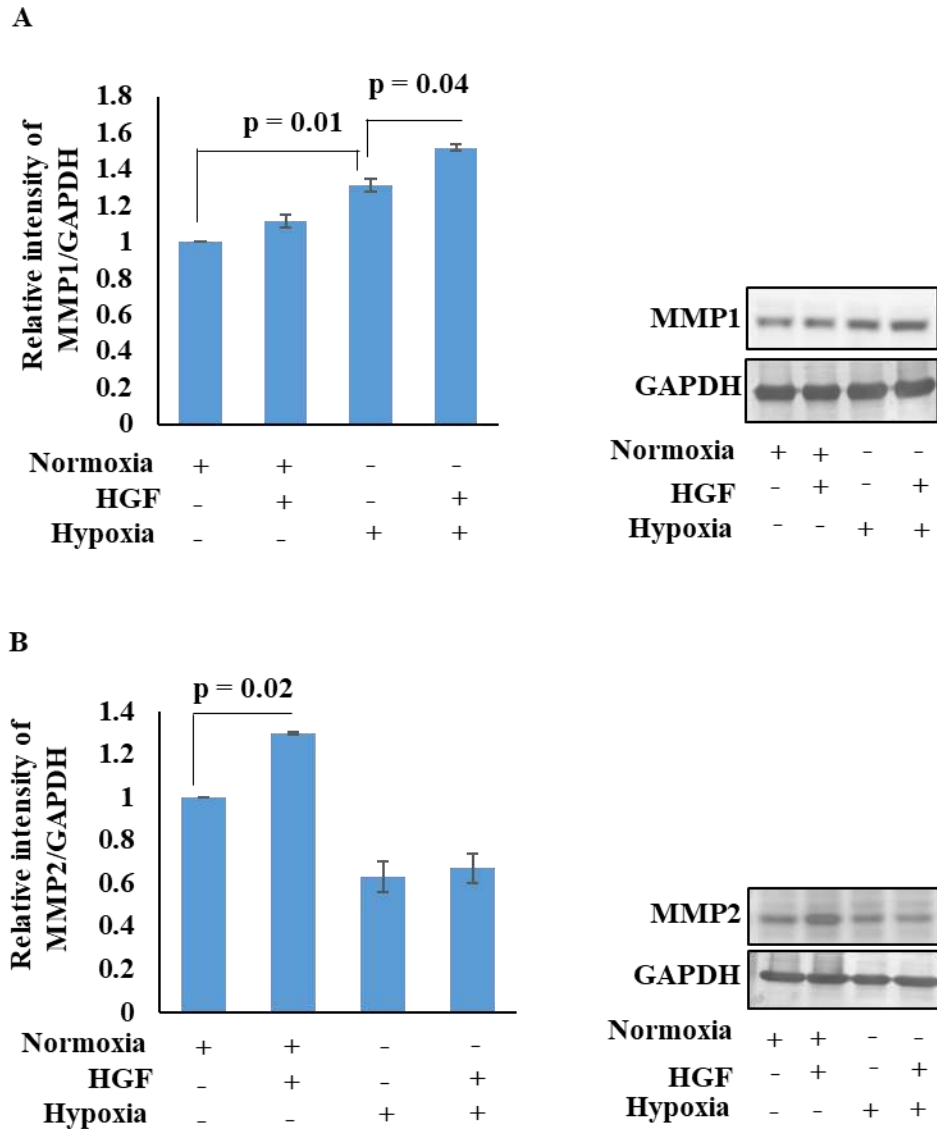 A
Relative intensity of
MMP1/GAPDH
1.8
1.6
1.4
1.2
1
0.8
0.6
0.4
0.2
0
p = 0.01
p = 0.04
Normoxia + + - -
HGF - + - +
Hypoxia - - + +
MMP1
GAPDH
Normoxia + + - -
HGF - + - +
Hypoxia - - + +
B
Relative intensity of
MMP2/GAPDH
1.4
1.2
1
0.8
0.6
0.4
0.2
0
p = 0.02
Normoxia + + - -
HGF - + - +
Hypoxia - - + +
MMP2
GAPDH
Normoxia + + - -
HGF - + - +
Hypoxia - - + +